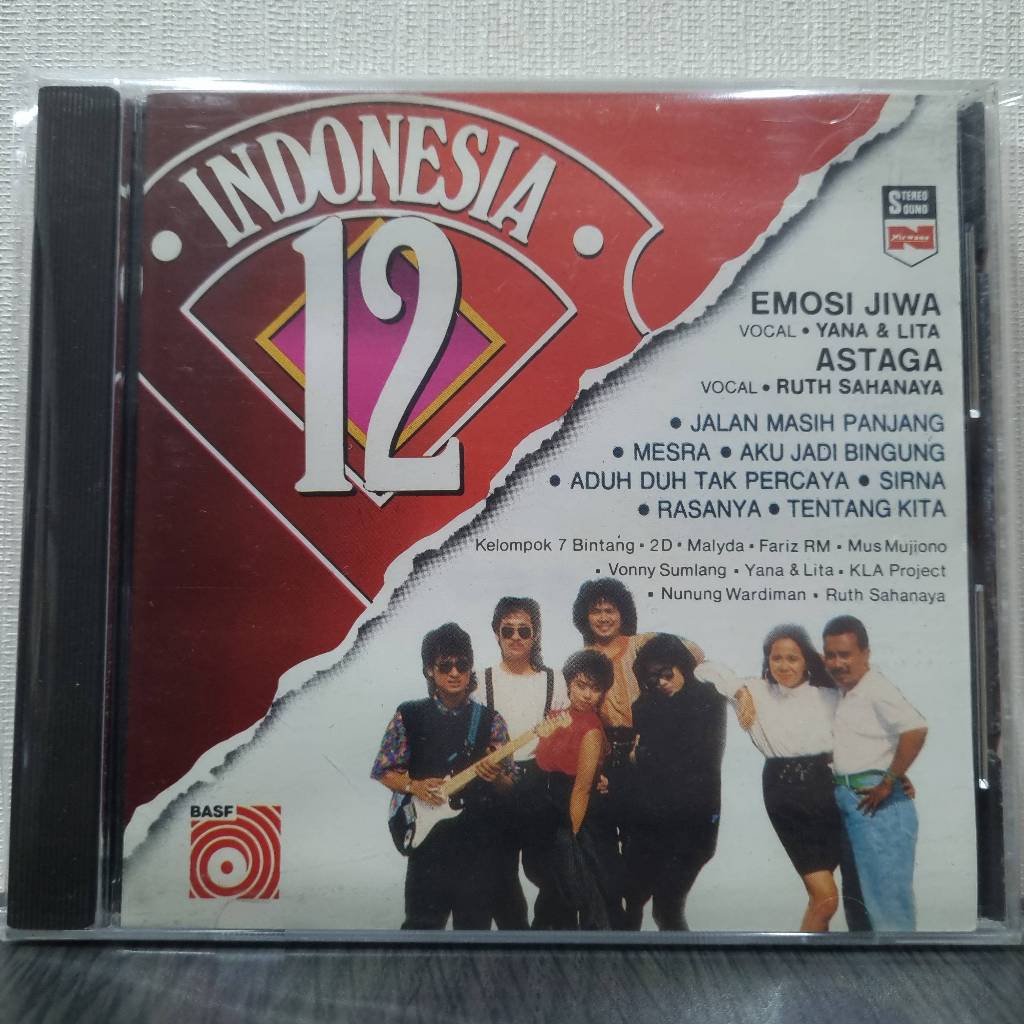 INDONESIA
12
STEREO
SOUND
Nirwana
EMOSI JIWA
VOCAL • YANA & LITA
ASTAGA
VOCAL • RUTH SAHANAYA
• JALAN MASIH PANJANG
• MESRA • AKU JADI BINGUNG
• ADUH DUH TAK PERCAYA • SIRNA
• RASANYA • TENTANG KITA
Kelompok 7 Bintang • 2D • Malyda • Fariz RM • Mus Mujiono
• Vonny Sumlang • Yana & Lita • KLA Project
• Nunung Wardiman • Ruth Sahanaya
BASF